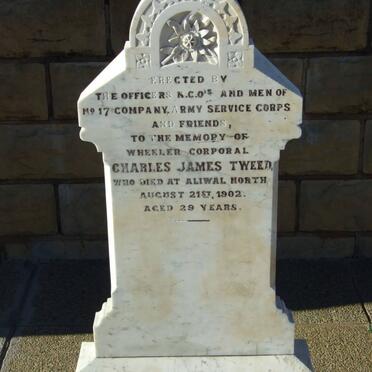 ERECTED BY
THE OFFICERS N.C.O's AND MEN OF
No 17 COMPANY, ARMY SERVICE CORPS
AND FRIENDS,
TO THE MEMORY OF
WHEELER CORPORAL
CHARLES JAMES TWEED,
WHO DIED AT ALIWAL NORTH
AUGUST 21ST, 1902.
AGED 29 YEARS.